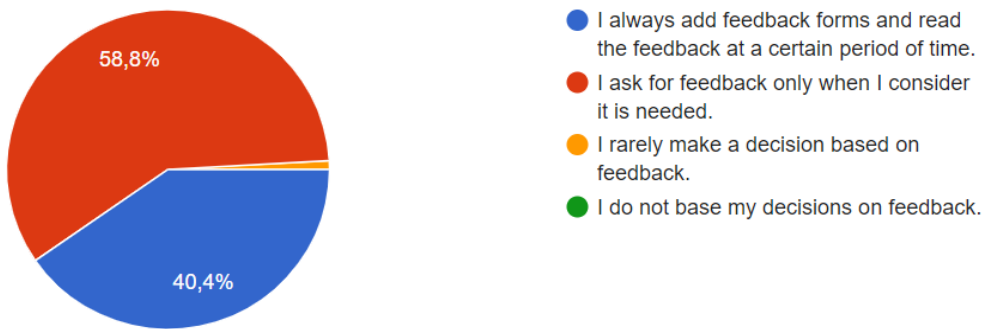 58,8%
40,4%
I always add feedback forms and read
the feedback at a certain period of time.
I ask for feedback only when I consider
it is needed.
I rarely make a decision based on
feedback.
I do not base my decisions on feedback.